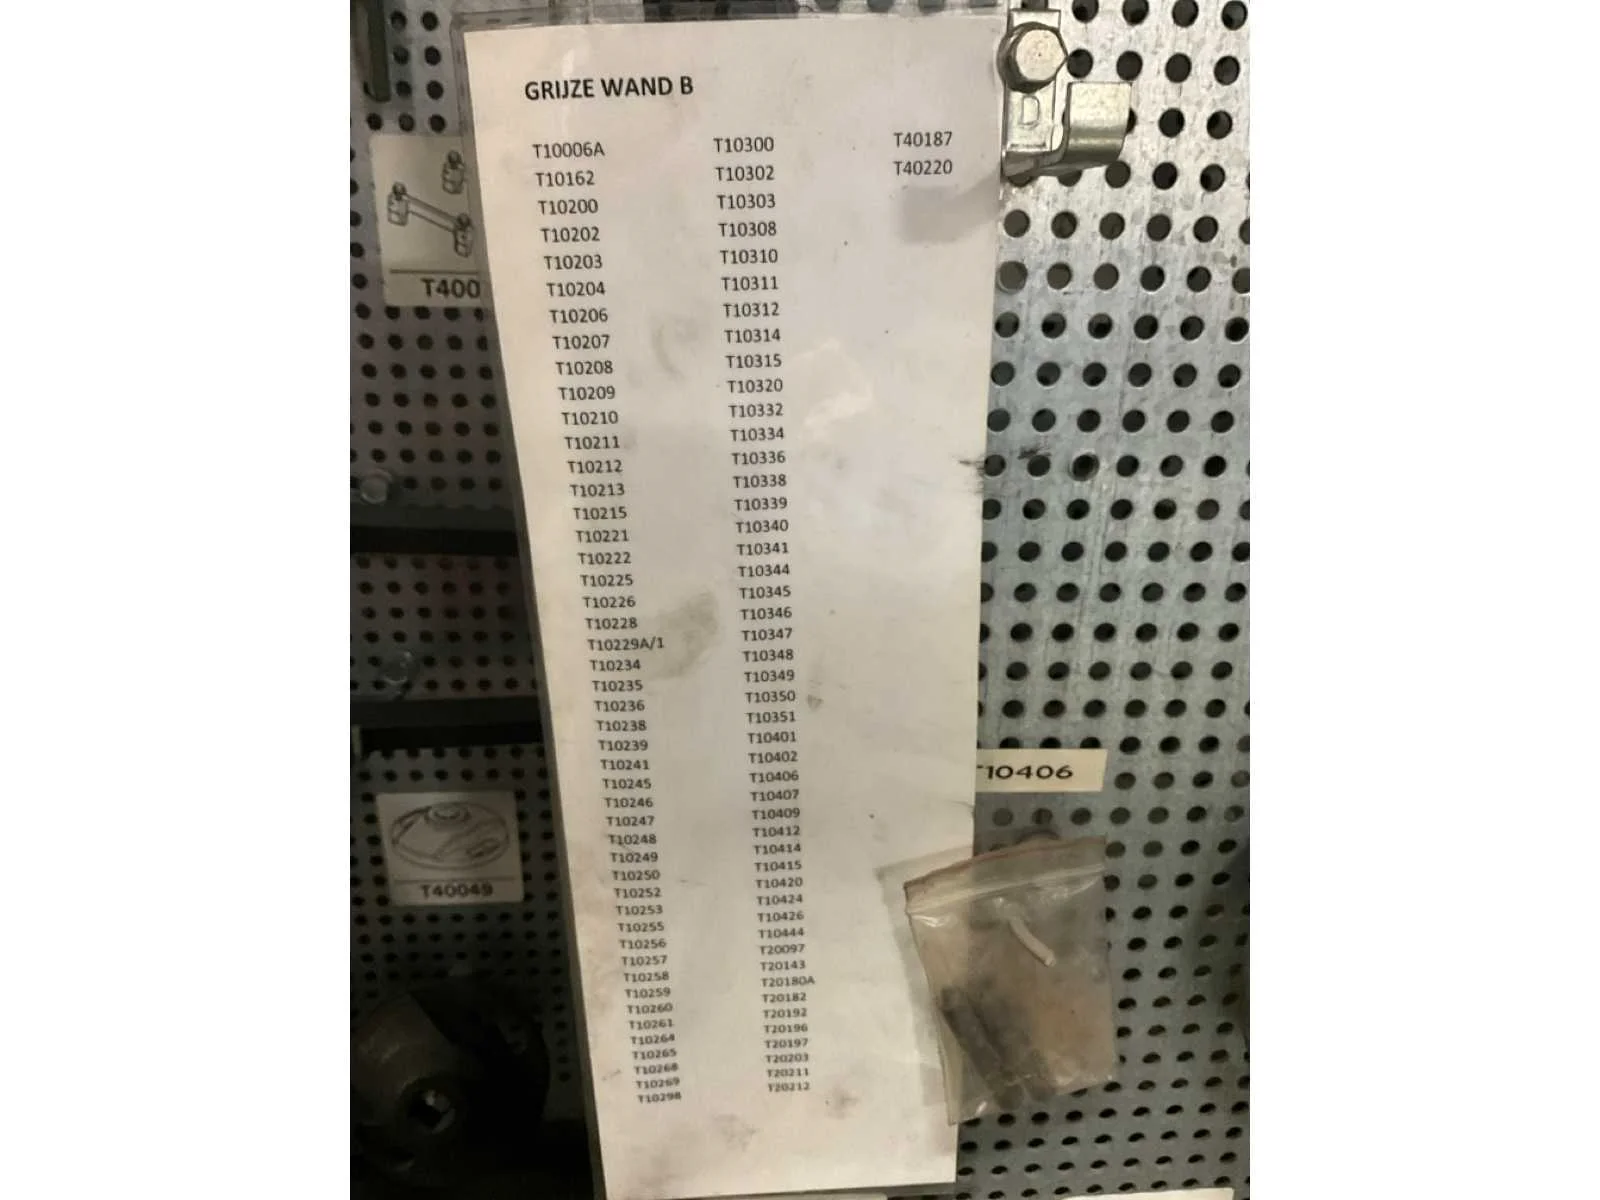 GRIJZE WAND B
T10006A
T10162
T10200
T10202
T10203
T10204
T10206
T10207
T10208
T10209
T10210
T10211
T10212
T10213
T10215
T10221
T10222
T10225
T10226
T10228
T10229A/1
T10234
T10235
T10236
T10238
T10239
T10241
T10245
T10246
T10247
T10248
T10249
T10250
T10252
T10253
T10255
T10256
T10257
T10258
T10259
T10260
T10261
T10264
T10265
T10268
T10269
T10298
T10300
T10302
T10303
T10308
T10310
T10311
T10312
T10314
T10315
T10320
T10332
T10334
T10336
T10338
T10339
T10340
T10341
T10344
T10345
T10346
T10347
T10348
T10349
T10350
T10351
T10401
T10402
T10406
T10407
T10409
T10412
T10414
T10415
T10420
T10424
T10426
T10444
T20097
T20143
T20180A
T20182
T20192
T20196
T20197
T20203
T20211
T20212
T40187
T40220
D
T400
T40049
T10406